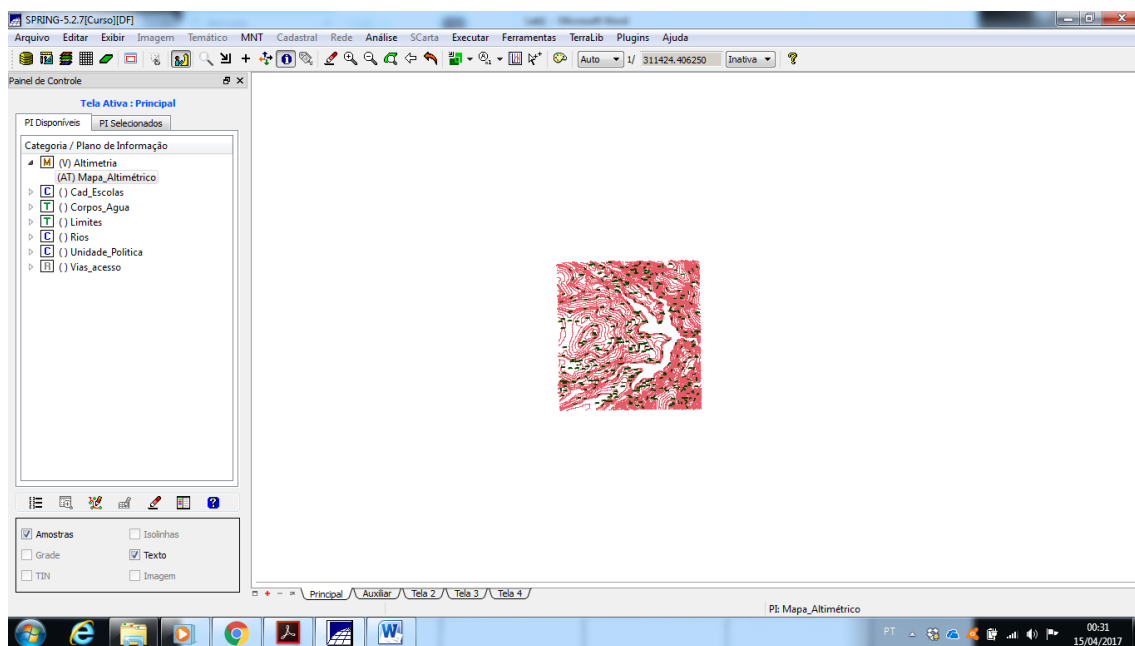 SPRING-5.2.7[Curso][DF]
Arquivo Editar Exibir Imagem Temático MNT Cadastral Rede Análise SCarta Executar Ferramentas TerraLib Plugins Ajuda
Auto 1/ 311424.406250 Inativa
Painel de Controle
Tela Ativa : Principal
PI Disponíveis PI Selecionados
Categoria / Plano de Informação
M (V) Altimetria
(AT) Mapa_Altimétrico
C ( ) Cad_Escolas
T ( ) Corpos_Agua
T ( ) Limites
C ( ) Rios
C ( ) Unidade_Politica
R ( ) Vias_acesso
Amostras Isolinhas
Grade Texto
TIN Imagem
Principal Auxiliar Tela 2 Tela 3 Tela 4
PI: Mapa_Altimétrico
PT 00:31
15/04/2017